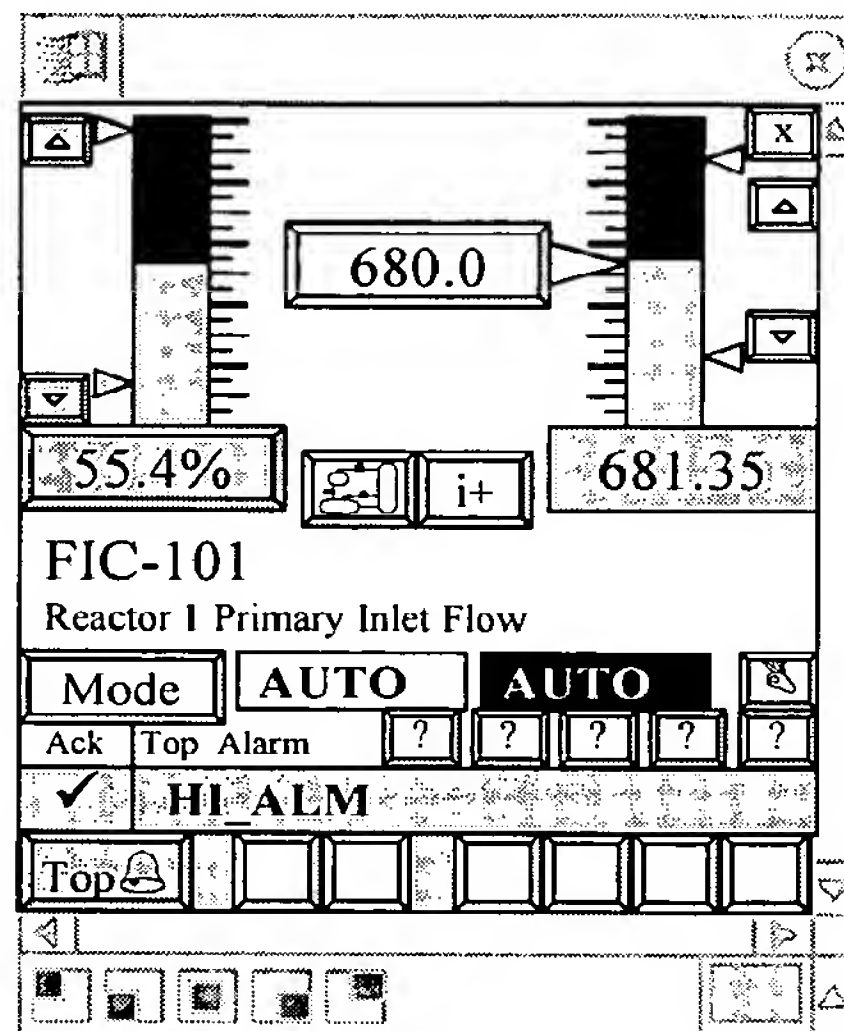 X
680.0
55.4%
i+
681.35
FIC-101
Reactor 1 Primary Inlet Flow
Mode AUTO AUTO
Ack Top Alarm ? ? ? ? ?
✓ HI_ALM
Top